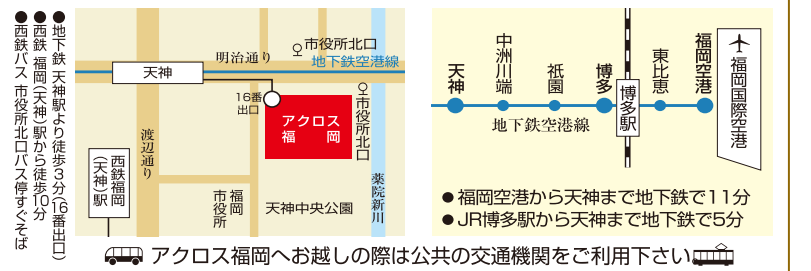 ●地下鉄 天神駅より徒歩3分(16番出口)
●西鉄 福岡(天神)駅から徒歩10分
●西鉄バス 市役所北口バス停すぐそば
市役所北口
明治通り
地下鉄空港線
天神
16番
出口
市役所北口
アクロス
福岡
渡辺通り
西鉄福岡
(天神)駅
福岡
市役所
天神中央公園
薬院新川
天神
中洲川端
祇園
博多
博多駅
東比恵
福岡空港
福岡国際空港
地下鉄空港線
●福岡空港から天神まで地下鉄で11分
●JR博多駅から天神まで地下鉄で5分
アクロス福岡へお越しの際は公共の交通機関をご利用下さい